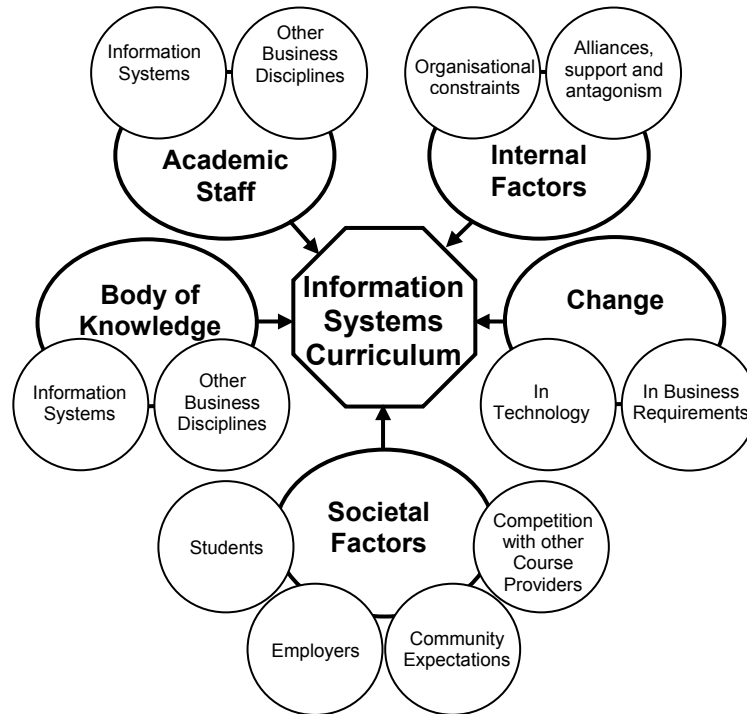 Information
Systems
Other
Business
Disciplines
Academic
Staff
Organisational
constraints
Alliances,
support and
antagonism
Internal
Factors
Body of
Knowledge
Information
Systems
Other
Business
Disciplines
Information
Systems
Curriculum
Change
In
Technology
In Business
Requirements
Societal
Factors
Students
Employers
Community
Expectations
Competition
with other
Course
Providers